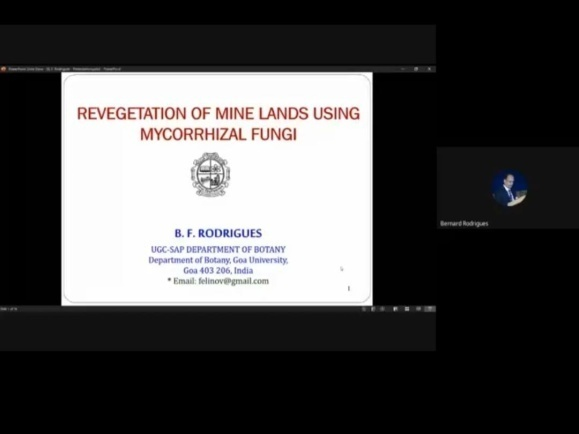 REVEGETATION OF MINE LANDS USING
MYCORRHIZAL FUNGI
B. F. RODRIGUES
UGC-SAP DEPARTMENT OF BOTANY
Department of Botany, Goa University,
Goa 403 206, India
* Email: felinov@gmail.com
1
Bernard Rodrigues